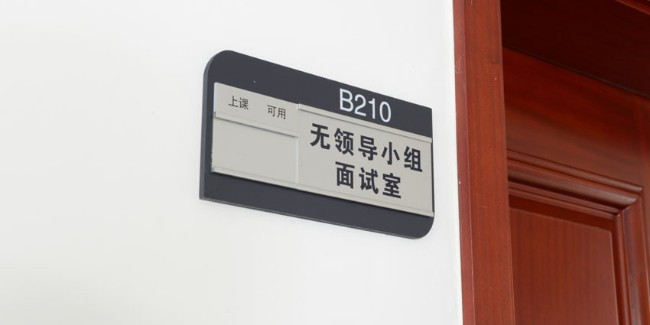 B210
上课 可用
无领导小组
面试室